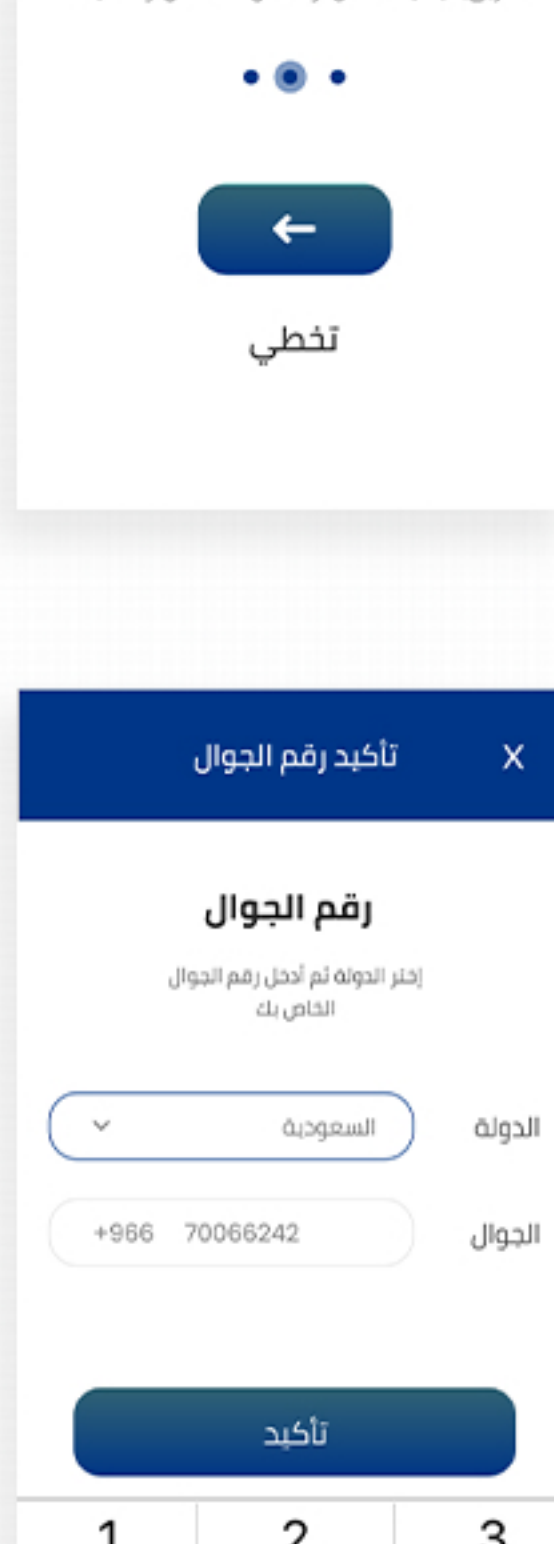 تخطي
تأكيد رقم الجوال X
رقم الجوال
إختر الدولة ثم أدخل رقم الجوال
الخاص بك
الدولة السعودية
الجوال +966 70066242
تأكيد
1 2 3